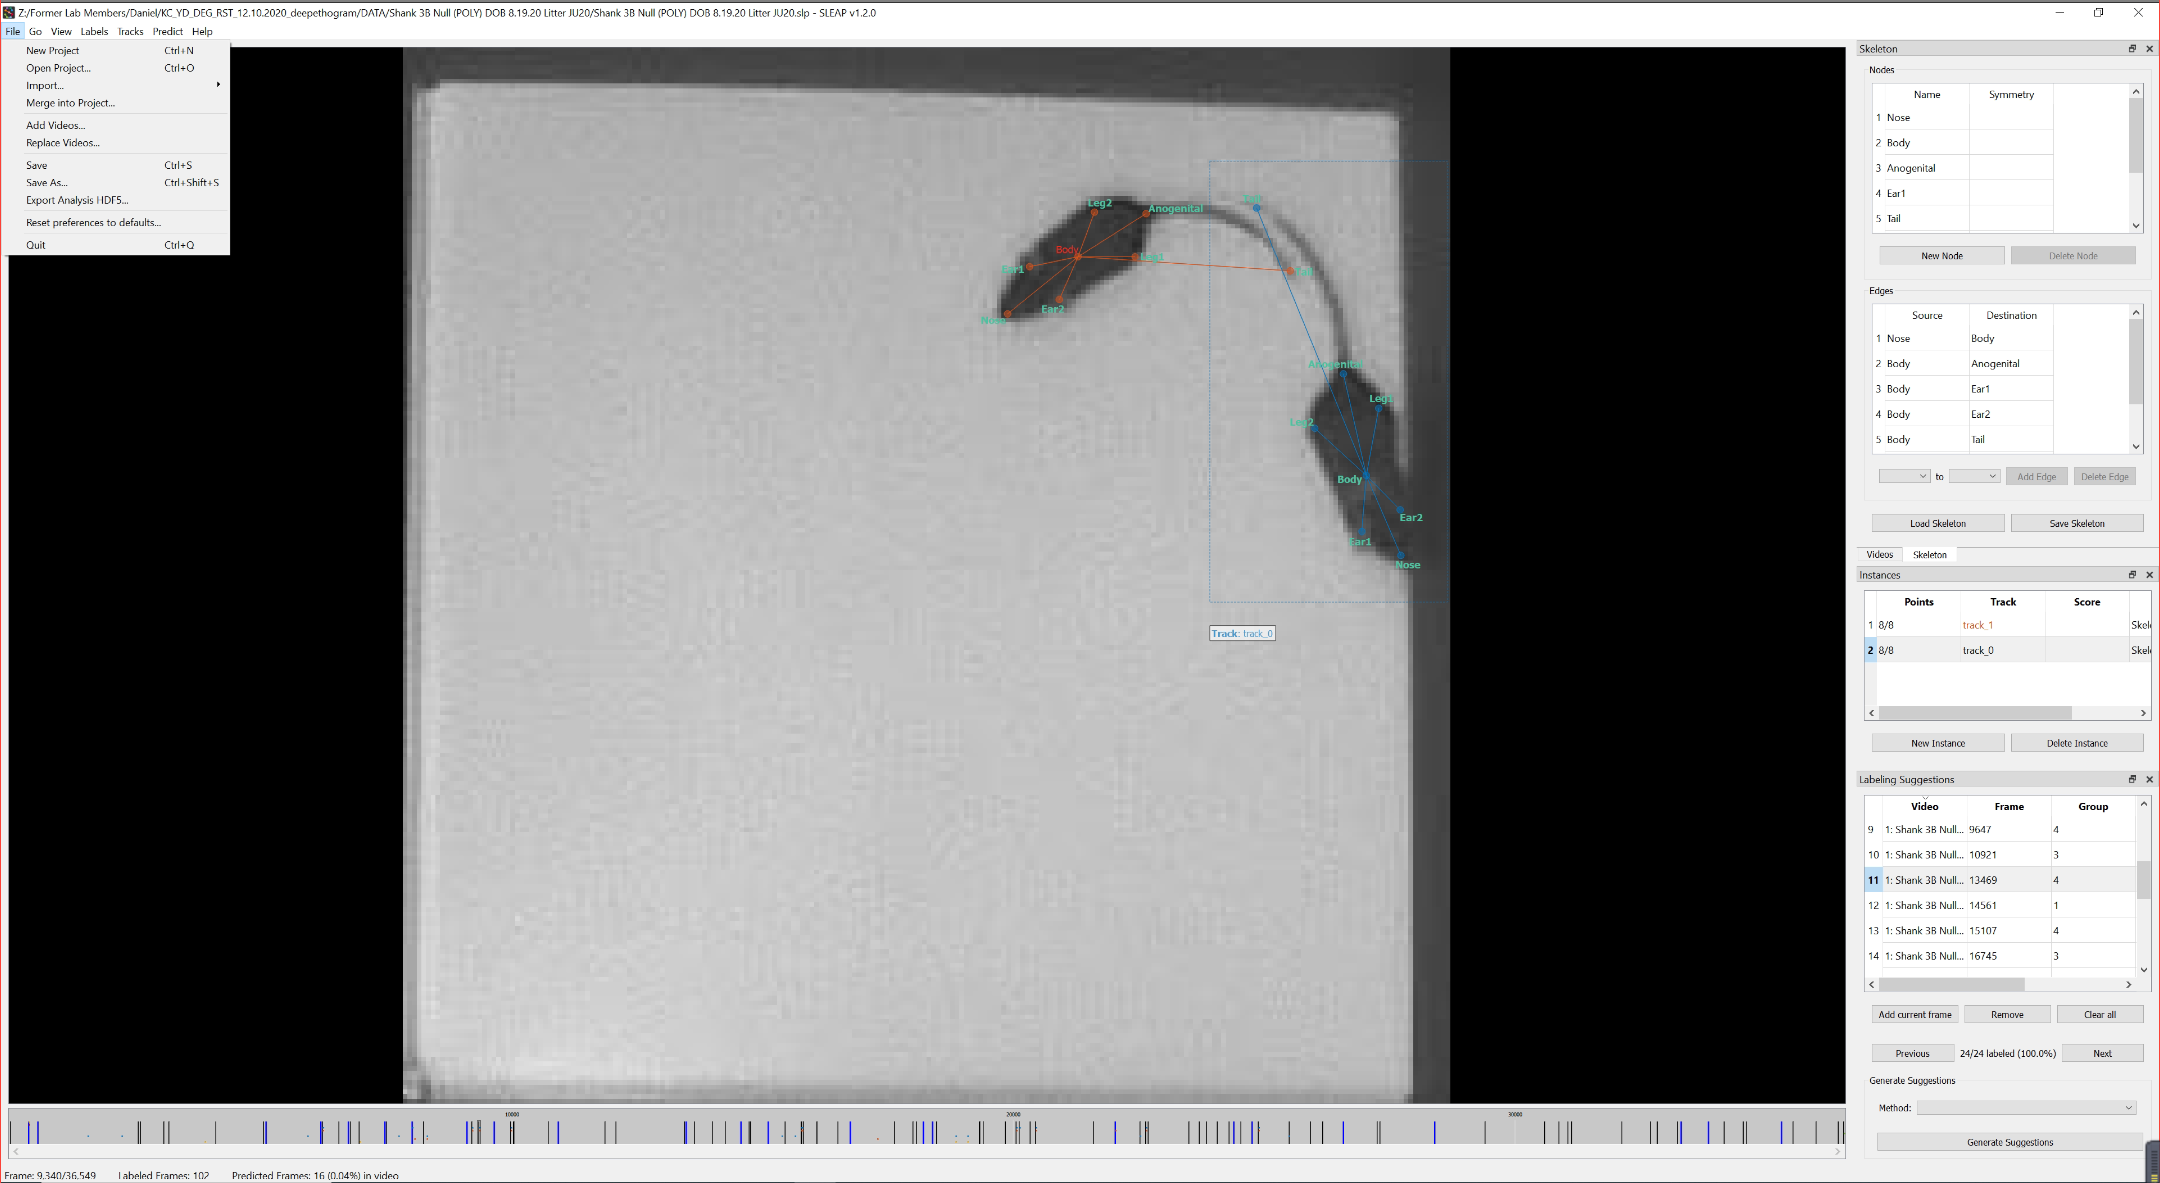 Z:/Former Lab Members/Daniel/KC_YD_DEG_RST_12.10.2020_deepethogram/DATA/Shank 3B Null (POLY) DOB 8.19.20 Litter JU20/Shank 3B Null (POLY) DOB 8.19.20 Litter JU20.slp - SLEAP v1.2.0
File Go View Labels Tracks Predict Help
New Project Ctrl+N
Open Project... Ctrl+O
Import...
Merge into Project...
Add Videos...
Replace Videos...
Save Ctrl+S
Save As... Ctrl+Shift+S
Export Analysis HDF5...
Reset preferences to defaults...
Quit Ctrl+Q
Leg2
Anogenital
Body
Ear1
Ear2
Nose
Anogenital
Leg1
Leg2
Body
Ear2
Ear1
Nose
Track: track_0
Skeleton
Nodes
Name Symmetry
1 Nose
2 Body
3 Anogenital
4 Ear1
5 Tail
New Node Delete Node
Edges
Source Destination
1 Nose Body
2 Body Anogenital
3 Body Ear1
4 Body Ear2
5 Body Tail
to Add Edge Delete Edge
Load Skeleton Save Skeleton
Videos Skeleton
Instances
Points Track Score
1 8/8 track_1
2 8/8 track_0
New Instance Delete Instance
Labeling Suggestions
Video Frame Group
9 1: Shank 3B Null... 9647 4
10 1: Shank 3B Null... 10921 3
11 1: Shank 3B Null... 13469 4
12 1: Shank 3B Null... 14561 1
13 1: Shank 3B Null... 15107 4
14 1: Shank 3B Null... 16745 3
Add current frame Remove Clear all
Previous 24/24 labeled (100.0%) Next
Generate Suggestions
Method:
Generate Suggestions
10000 20000 30000
Frame: 9,340/36,549 Labeled Frames: 102 Predicted Frames: 16 (0.04%) in video